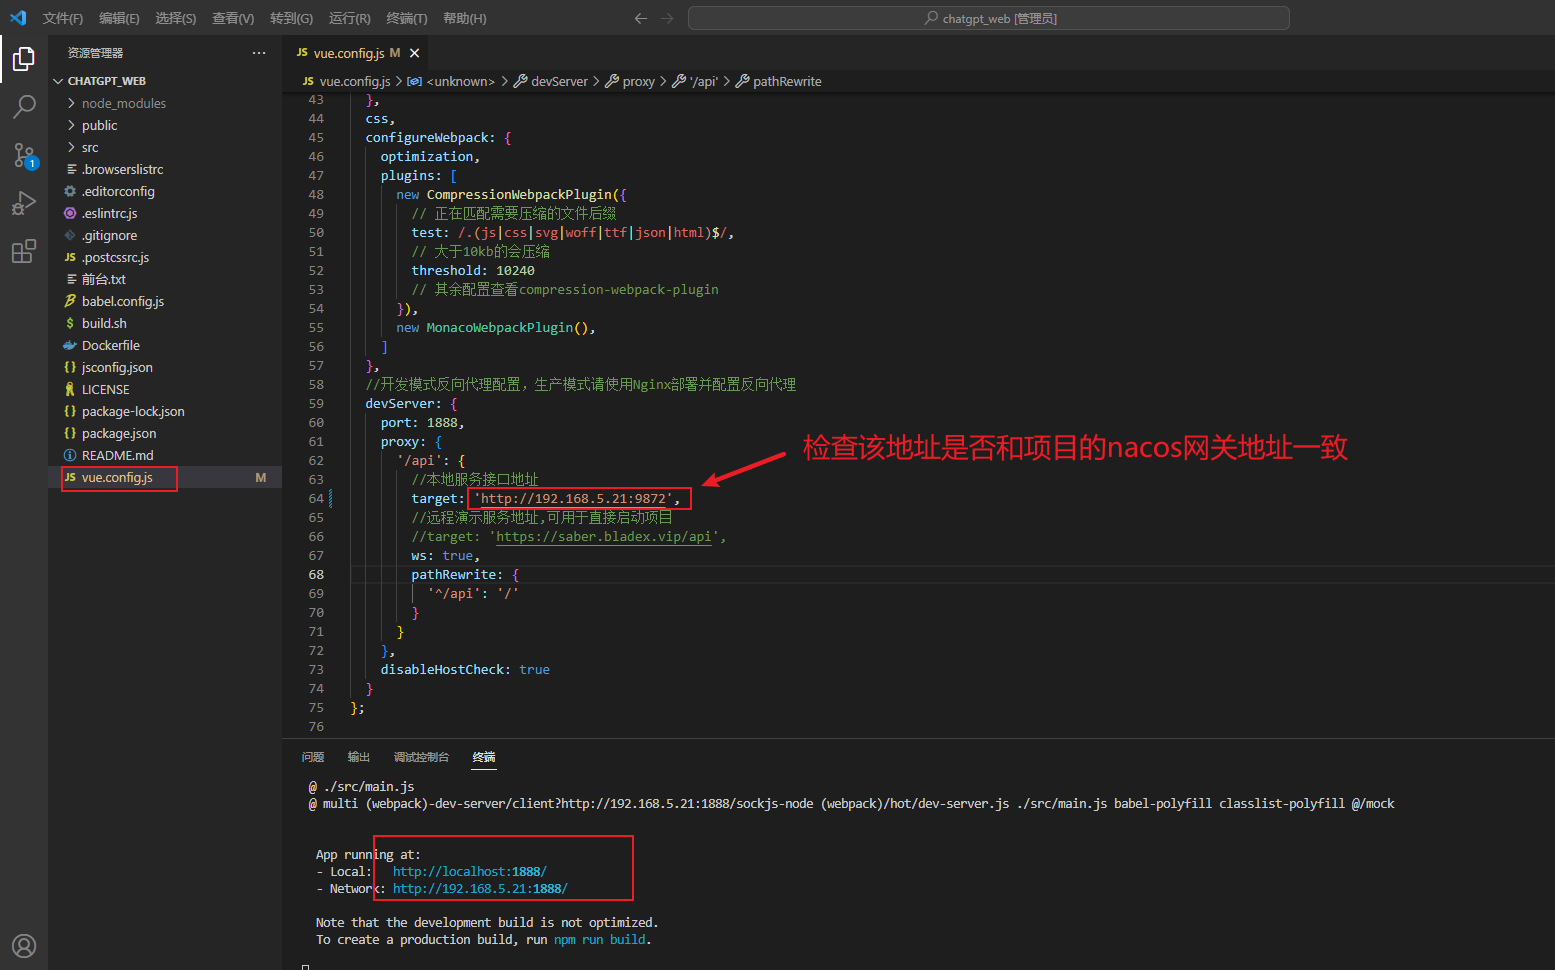 文件(F) 编辑(E) 选择(S) 查看(V) 转到(G) 运行(R) 终端(T) 帮助(H)
chatgpt_web [管理员]
资源管理器
CHATGPT_WEB
node_modules
public
src
.browserslistrc
.editorconfig
.eslintrc.js
.gitignore
.postcssrc.js
前台.txt
babel.config.js
build.sh
Dockerfile
jsconfig.json
LICENSE
package-lock.json
package.json
README.md
vue.config.js M
1
JS vue.config.js M
JS vue.config.js > <unknown> > devServer > proxy > '/api' > pathRewrite
43 },
44 css,
45 configureWebpack: {
46 optimization,
47 plugins: [
48 new CompressionWebpackPlugin({
49 // 正在匹配需要压缩的文件后缀
50 test: /.(js|css|svg|woff|ttf|json|html)$/,
51 // 大于10kb的会压缩
52 threshold: 10240
53 // 其余配置查看compression-webpack-plugin
54 }),
55 new MonacoWebpackPlugin(),
56 ]
57 },
58 //开发模式反向代理配置，生产模式请使用Nginx部署并配置反向代理
59 devServer: {
60 port: 1888,
61 proxy: {
62 '/api': {
63 //本地服务接口地址
64 target: 'http://192.168.5.21:9872',
65 //远程演示服务地址,可用于直接启动项目
66 //target: 'https://saber.bladex.vip/api',
67 ws: true,
68 pathRewrite: {
69 '^/api': '/'
70 }
71 }
72 },
73 disableHostCheck: true
74 }
75 };
76
检查该地址是否和项目的nacos网关地址一致
问题 输出 调试控制台 终端
@ ./src/main.js
@ multi (webpack)-dev-server/client?http://192.168.5.21:1888/sockjs-node (webpack)/hot/dev-server.js ./src/main.js babel-polyfill classlist-polyfill @/mock
App running at:
- Local: http://localhost:1888/
- Network: http://192.168.5.21:1888/
Note that the development build is not optimized.
To create a production build, run npm run build.